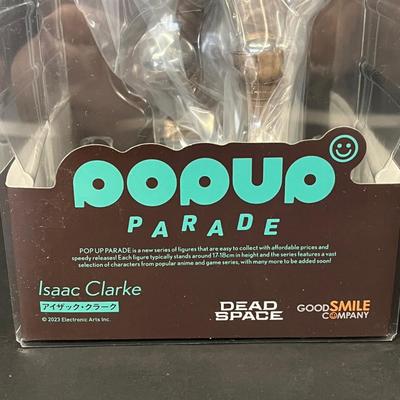 POPUP
PARADE
POP UP PARADE is a new series of figures that are easy to collect with affordable prices and
speedy releases! Each figure typically stands around 17-18cm in height and the series features a vast
selection of characters from popular anime and game series, with many more to be added soon!
Isaac Clarke
アイザック・クラーク
© 2023 Electronic Arts Inc.
DEAD
SPACE
GOOD SMILE
COMPANY